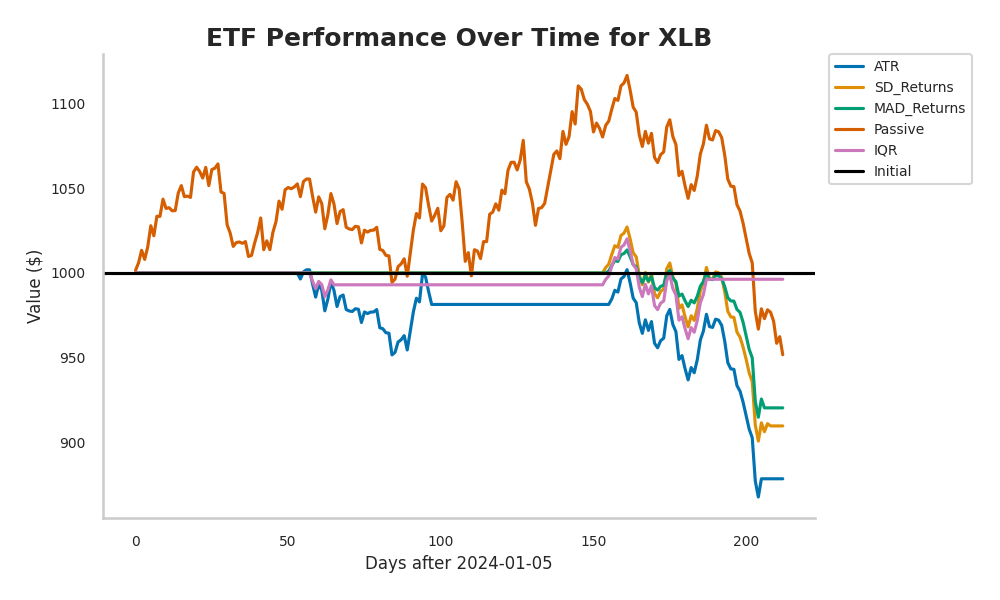 ETF Performance Over Time for XLB
ATR
SD_Returns
MAD_Returns
Passive
IQR
Initial
Value ($)
1100
1050
1000
950
900
0 50 100 150 200
Days after 2024-01-05